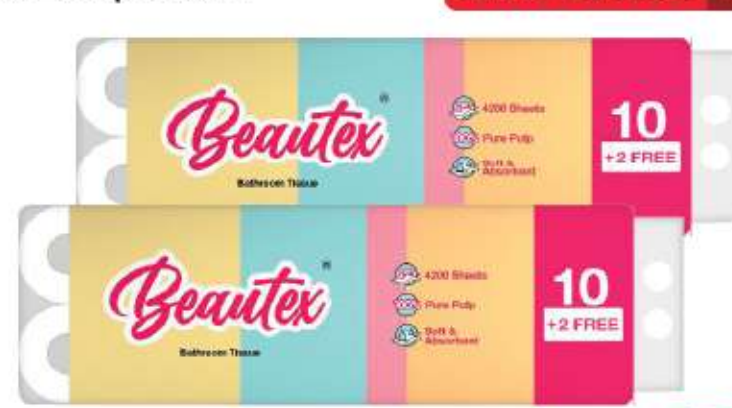 Beautex
®
Bathroom Tissue
4200 Sheets
Pure Pulp
Soft &
Absorbent
10
+2 FREE
Beautex
®
Bathroom Tissue
4200 Sheets
Pure Pulp
Soft &
Absorbent
10
+2 FREE